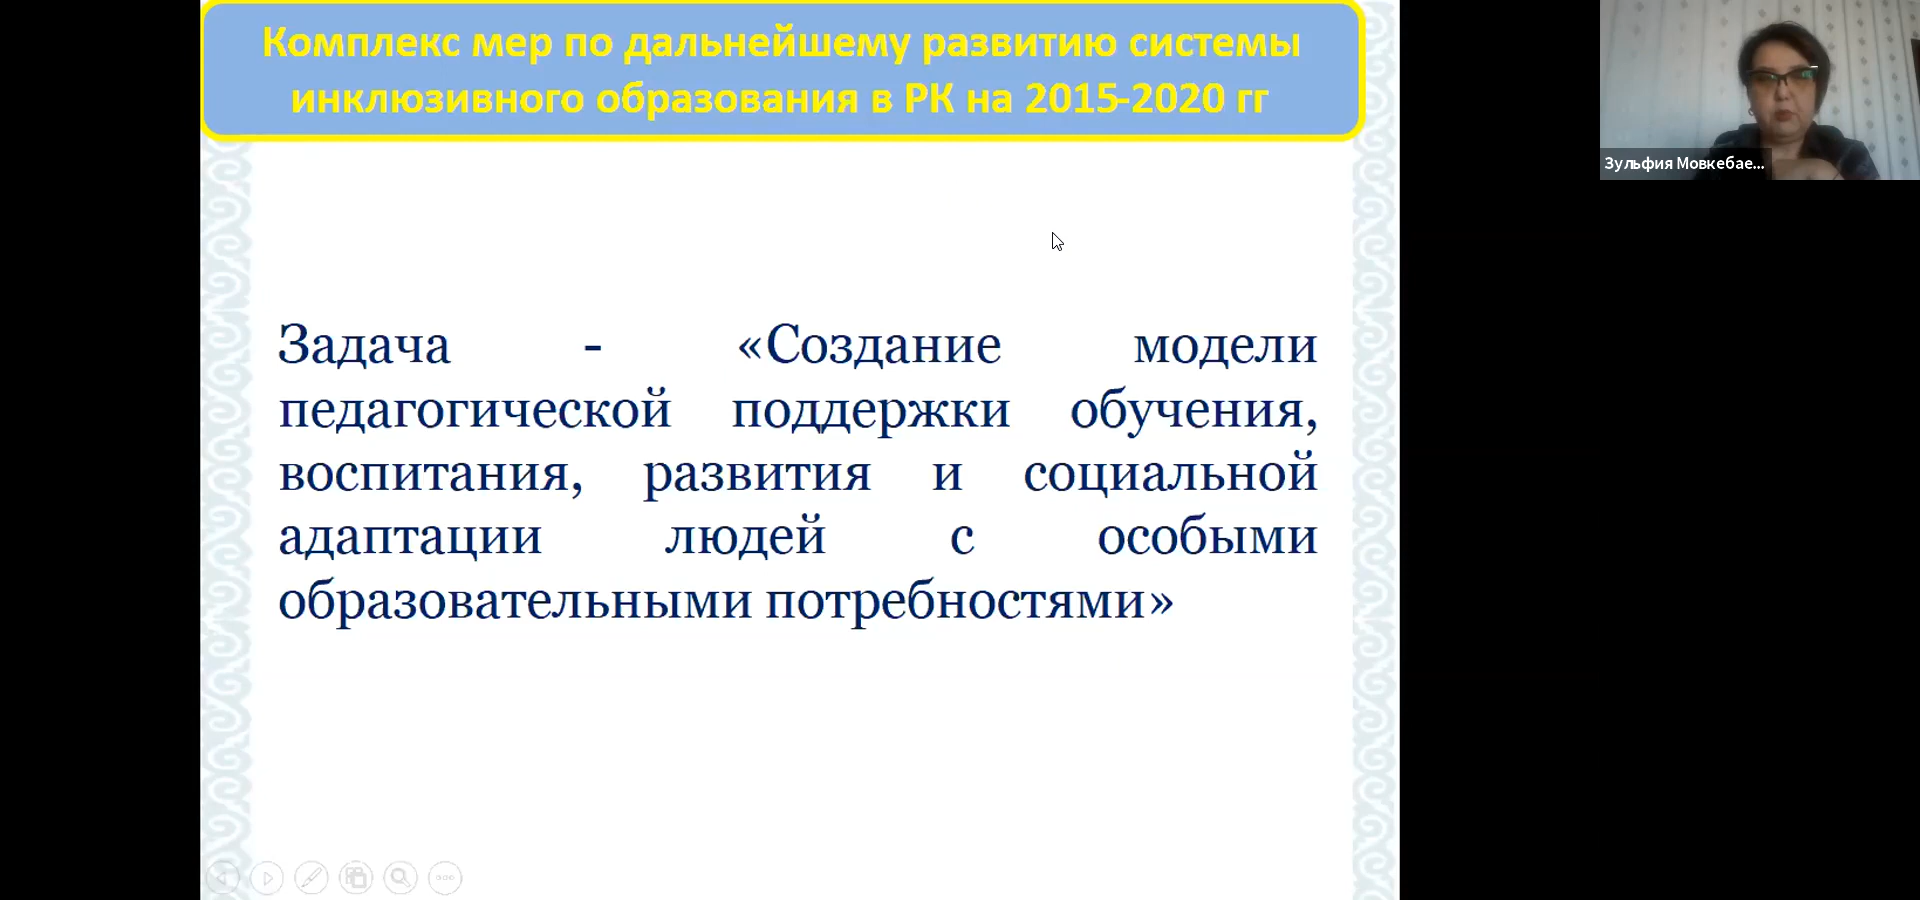 Комплекс мер по дальнейшему развитию системы
инклюзивного образования в РК на 2015-2020 гг
Зульфия Мовкебае...
Задача - «Создание модели
педагогической поддержки обучения,
воспитания, развития и социальной
адаптации людей с особыми
образовательными потребностями»